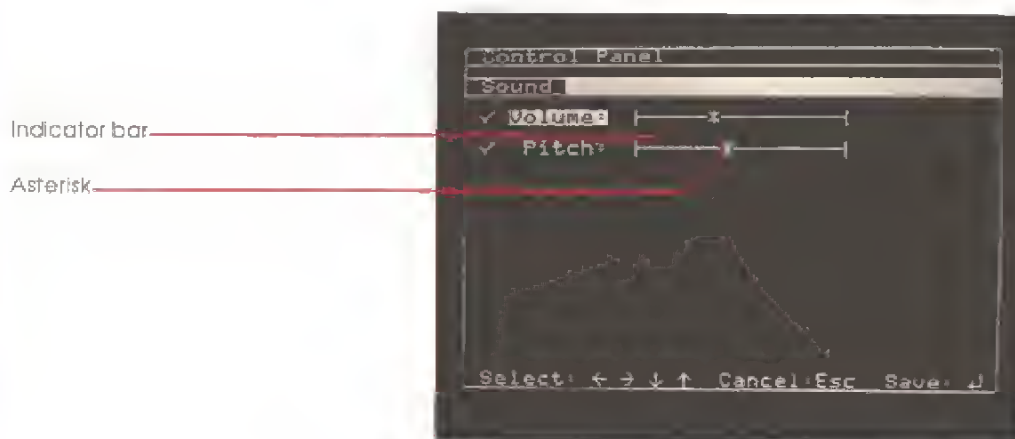 Control Panel
Sound
✓ Volume: |——*————|
✓ Pitch: |——*————|
Indicator bar
Asterisk
Select: ← → ↓ ↑ Cancel:Esc Save: ↵